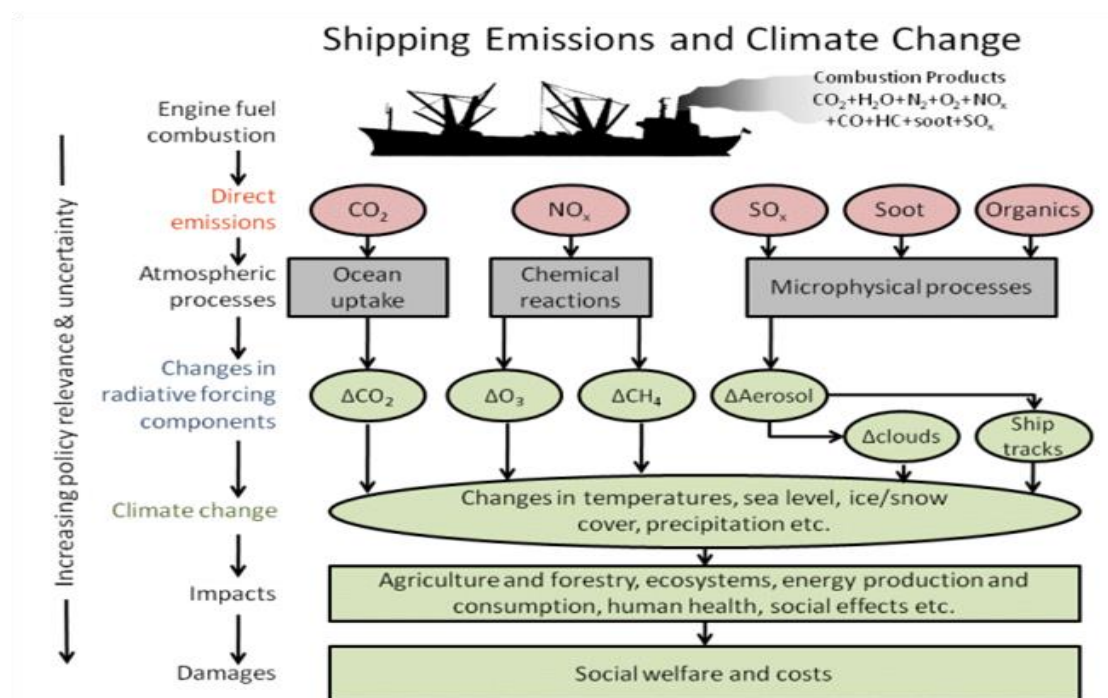 Shipping Emissions and Climate Change
Combustion Products
CO₂+H₂O+N₂+O₂+NOₓ
+CO+HC+soot+SOₓ
Engine fuel
combustion
Increasing policy relevance & uncertainty
Direct
emissions
CO₂
NOₓ
SOₓ
Soot
Organics
Atmospheric
processes
Ocean
uptake
Chemical
reactions
Microphysical processes
Changes in
radiative forcing
components
ΔCO₂
ΔO₃
ΔCH₄
ΔAerosol
Δclouds
Ship
tracks
Climate change
Changes in temperatures, sea level, ice/snow
cover, precipitation etc.
Impacts
Agriculture and forestry, ecosystems, energy production and
consumption, human health, social effects etc.
Damages
Social welfare and costs